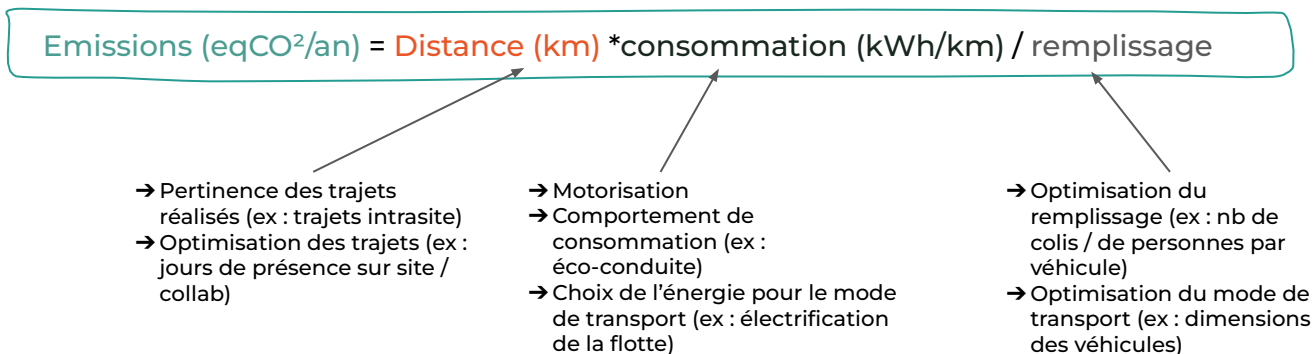 Emissions (eqCO²/an) = Distance (km) *consommation (kWh/km) / remplissage
➔ Pertinence des trajets
réalisés (ex : trajets intrasite)
➔ Optimisation des trajets (ex :
jours de présence sur site /
collab)
➔ Motorisation
➔ Comportement de
consommation (ex :
éco-conduite)
➔ Choix de l’énergie pour le mode
de transport (ex : électrification
de la flotte)
➔ Optimisation du
remplissage (ex : nb de
colis / de personnes par
véhicule)
➔ Optimisation du mode de
transport (ex : dimensions
des véhicules)